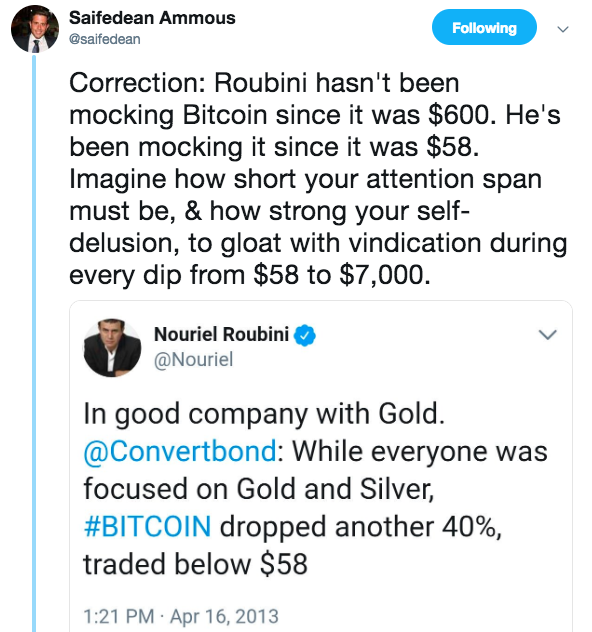 Saifedean Ammous
@saifedean
Following
Correction: Roubini hasn't been
mocking Bitcoin since it was $600. He's
been mocking it since it was $58.
Imagine how short your attention span
must be, & how strong your self-
delusion, to gloat with vindication during
every dip from $58 to $7,000.
Nouriel Roubini
@Nouriel
In good company with Gold.
@Convertbond: While everyone was
focused on Gold and Silver,
#BITCOIN dropped another 40%,
traded below $58
1:21 PM · Apr 16, 2013